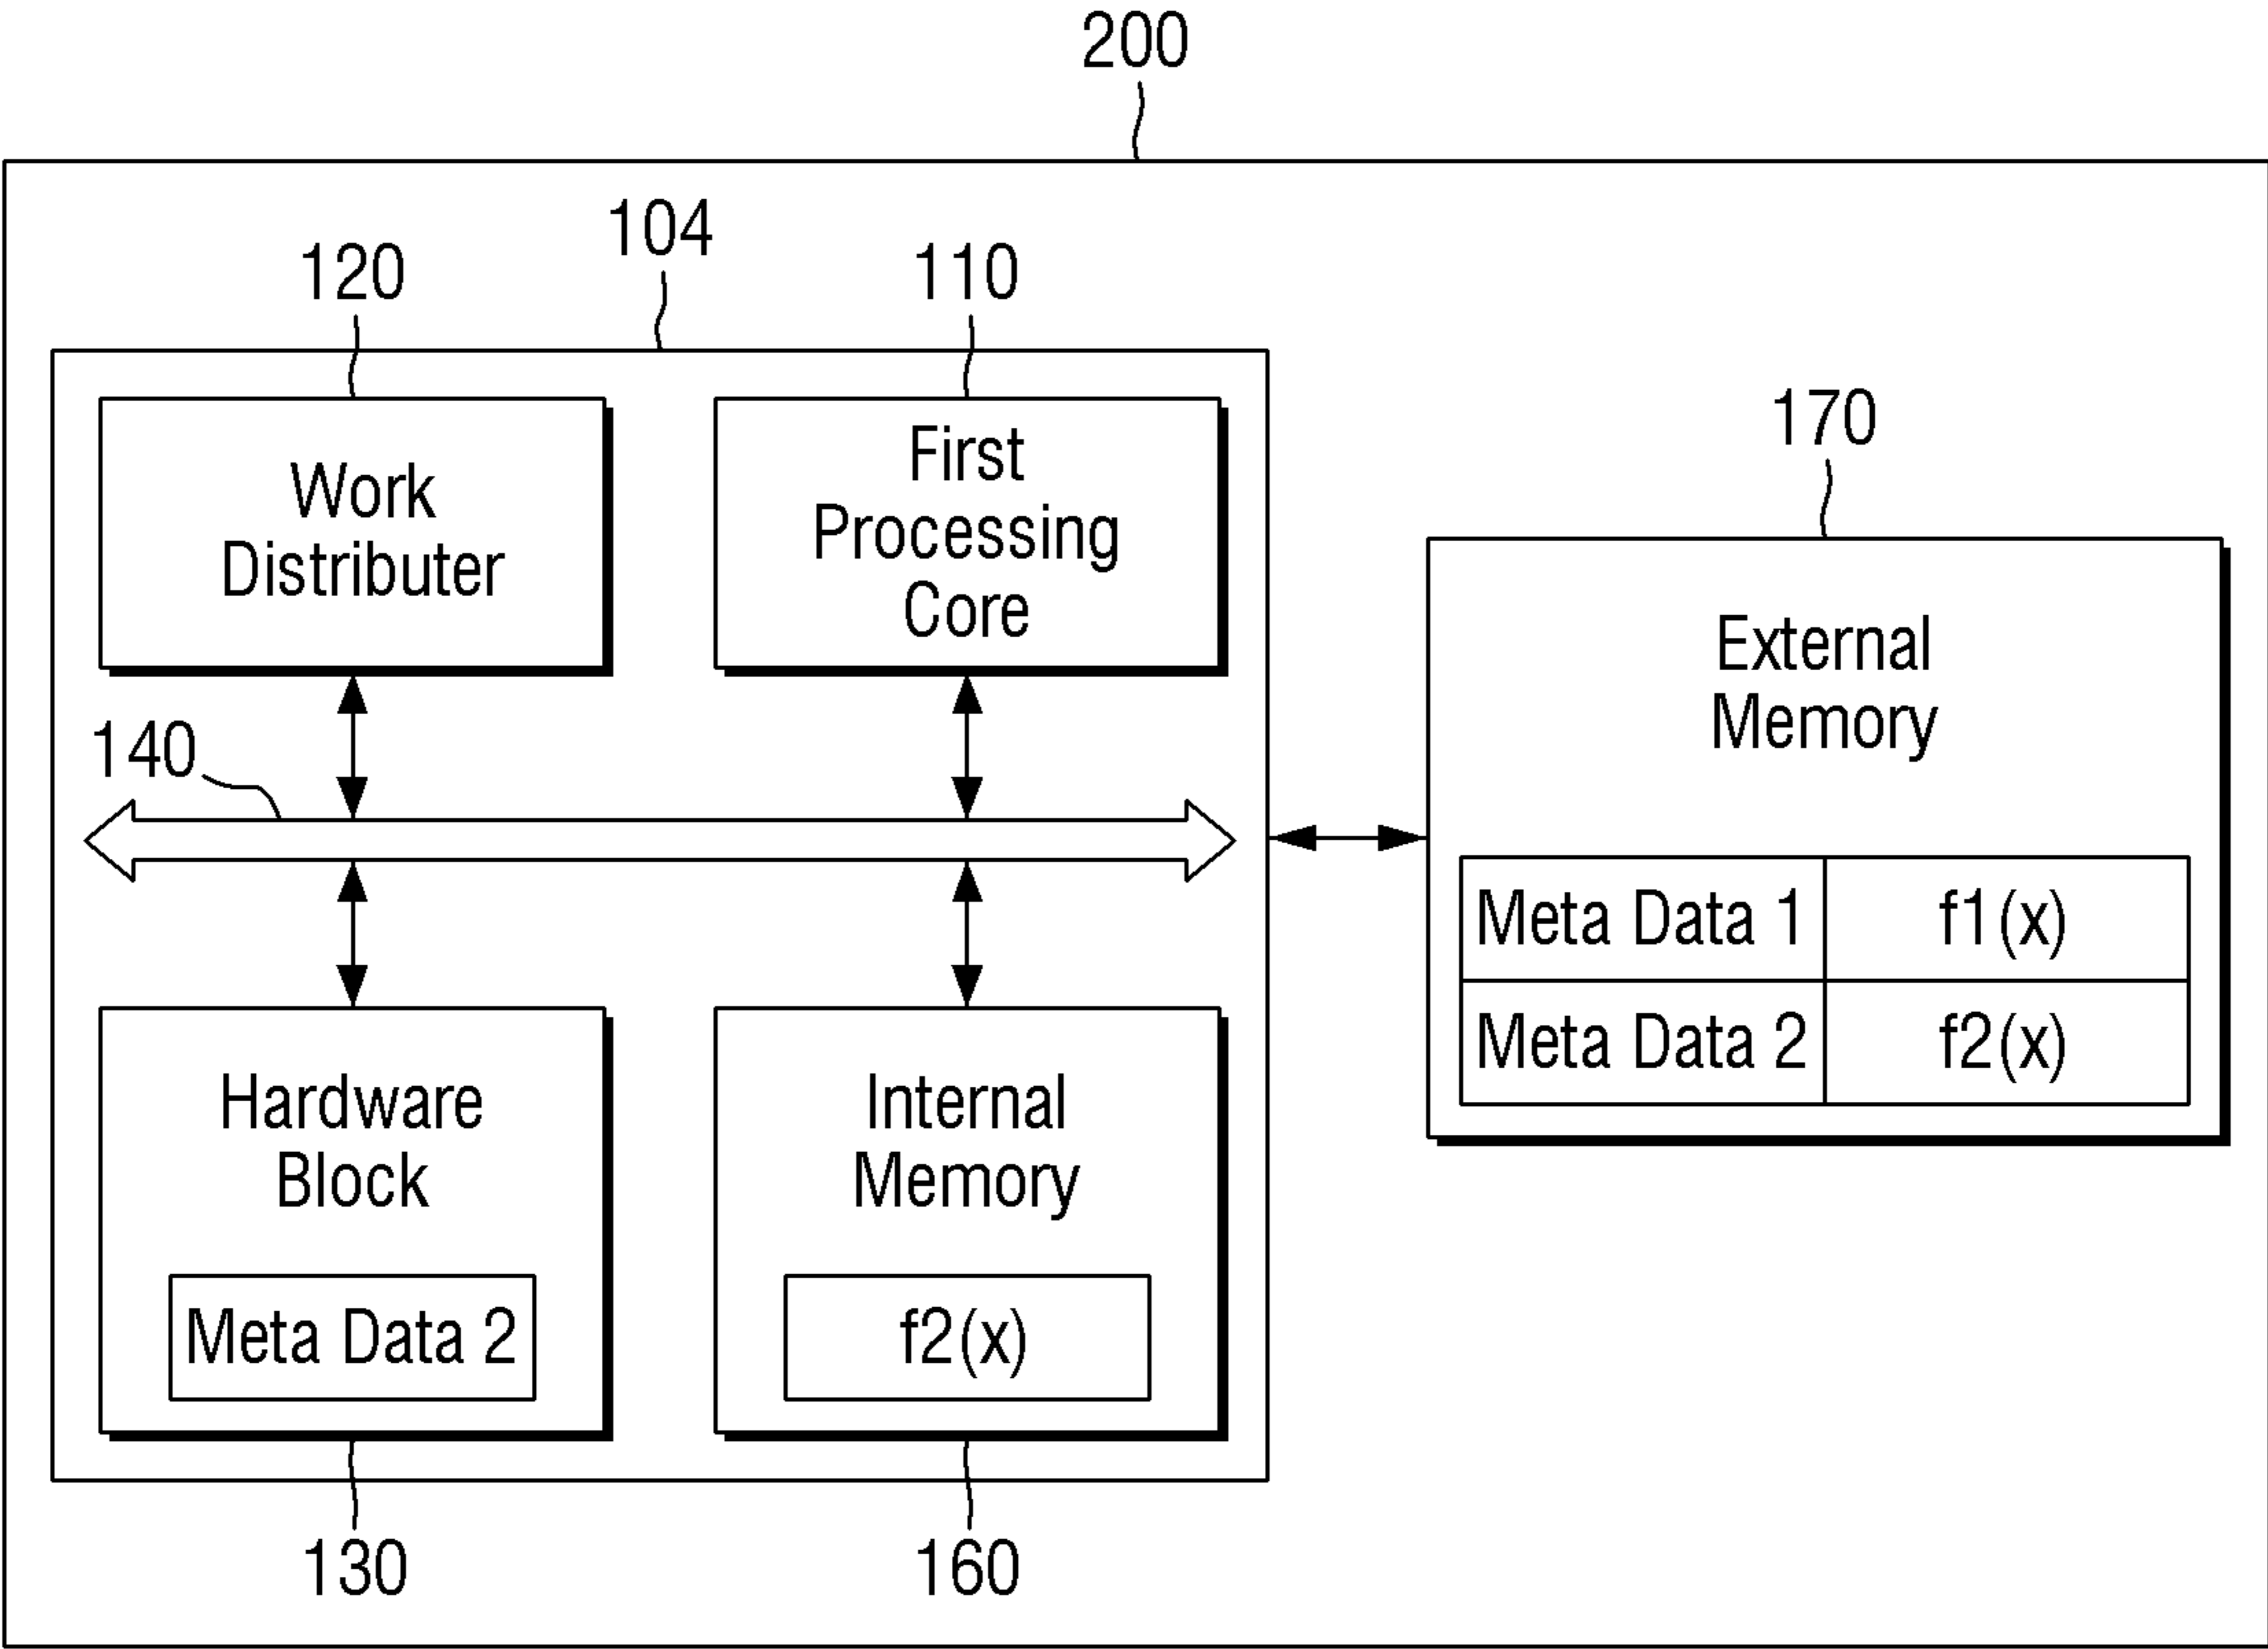 200
104
120
110
170
Work
Distributer
First
Processing
Core
External
Memory
140
Meta Data 1
f1(x)
Meta Data 2
f2(x)
Hardware
Block
Meta Data 2
Internal
Memory
f2(x)
130
160